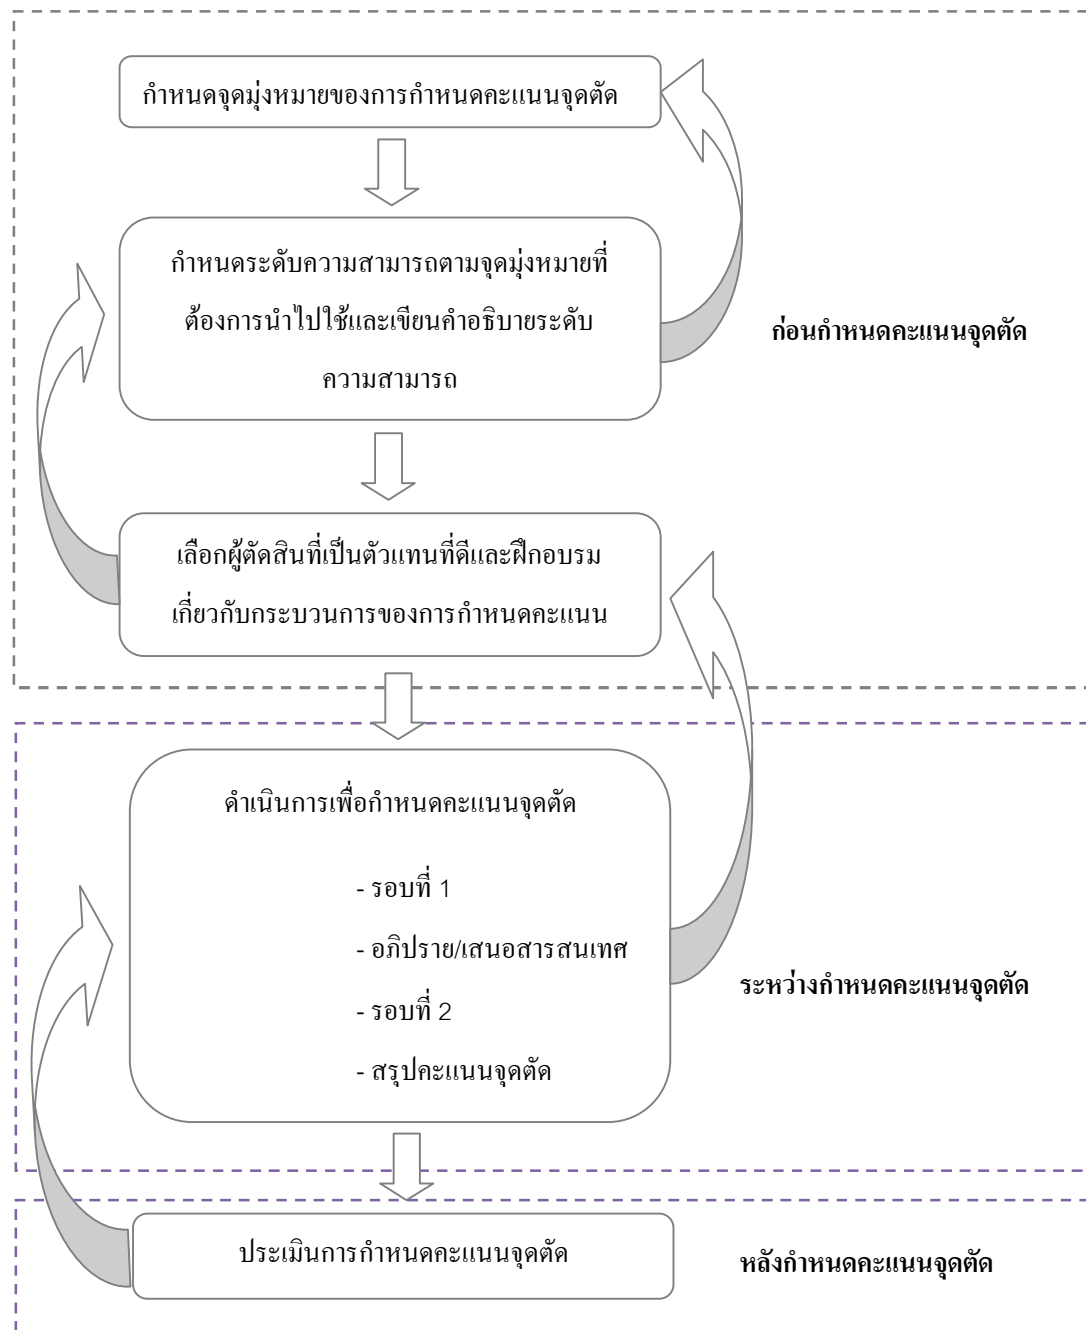 กำหนดจุดมุ่งหมายของการกำหนดคะแนนจุดตัด
กำหนดระดับความสามารถตามจุดมุ่งหมายที่
ต้องการนำไปใช้และเขียนคำอธิบายระดับ
ความสามารถ
ก่อนกำหนดคะแนนจุดตัด
เลือกผู้ตัดสินที่เป็นตัวแทนที่ดีและฝึกอบรม
เกี่ยวกับกระบวนการของการกำหนดคะแนน
ดำเนินการเพื่อกำหนดคะแนนจุดตัด
- รอบที่ 1
- อภิปราย/เสนอสารสนเทศ
- รอบที่ 2
- สรุปคะแนนจุดตัด
ระหว่างกำหนดคะแนนจุดตัด
ประเมินการกำหนดคะแนนจุดตัด
หลังกำหนดคะแนนจุดตัด